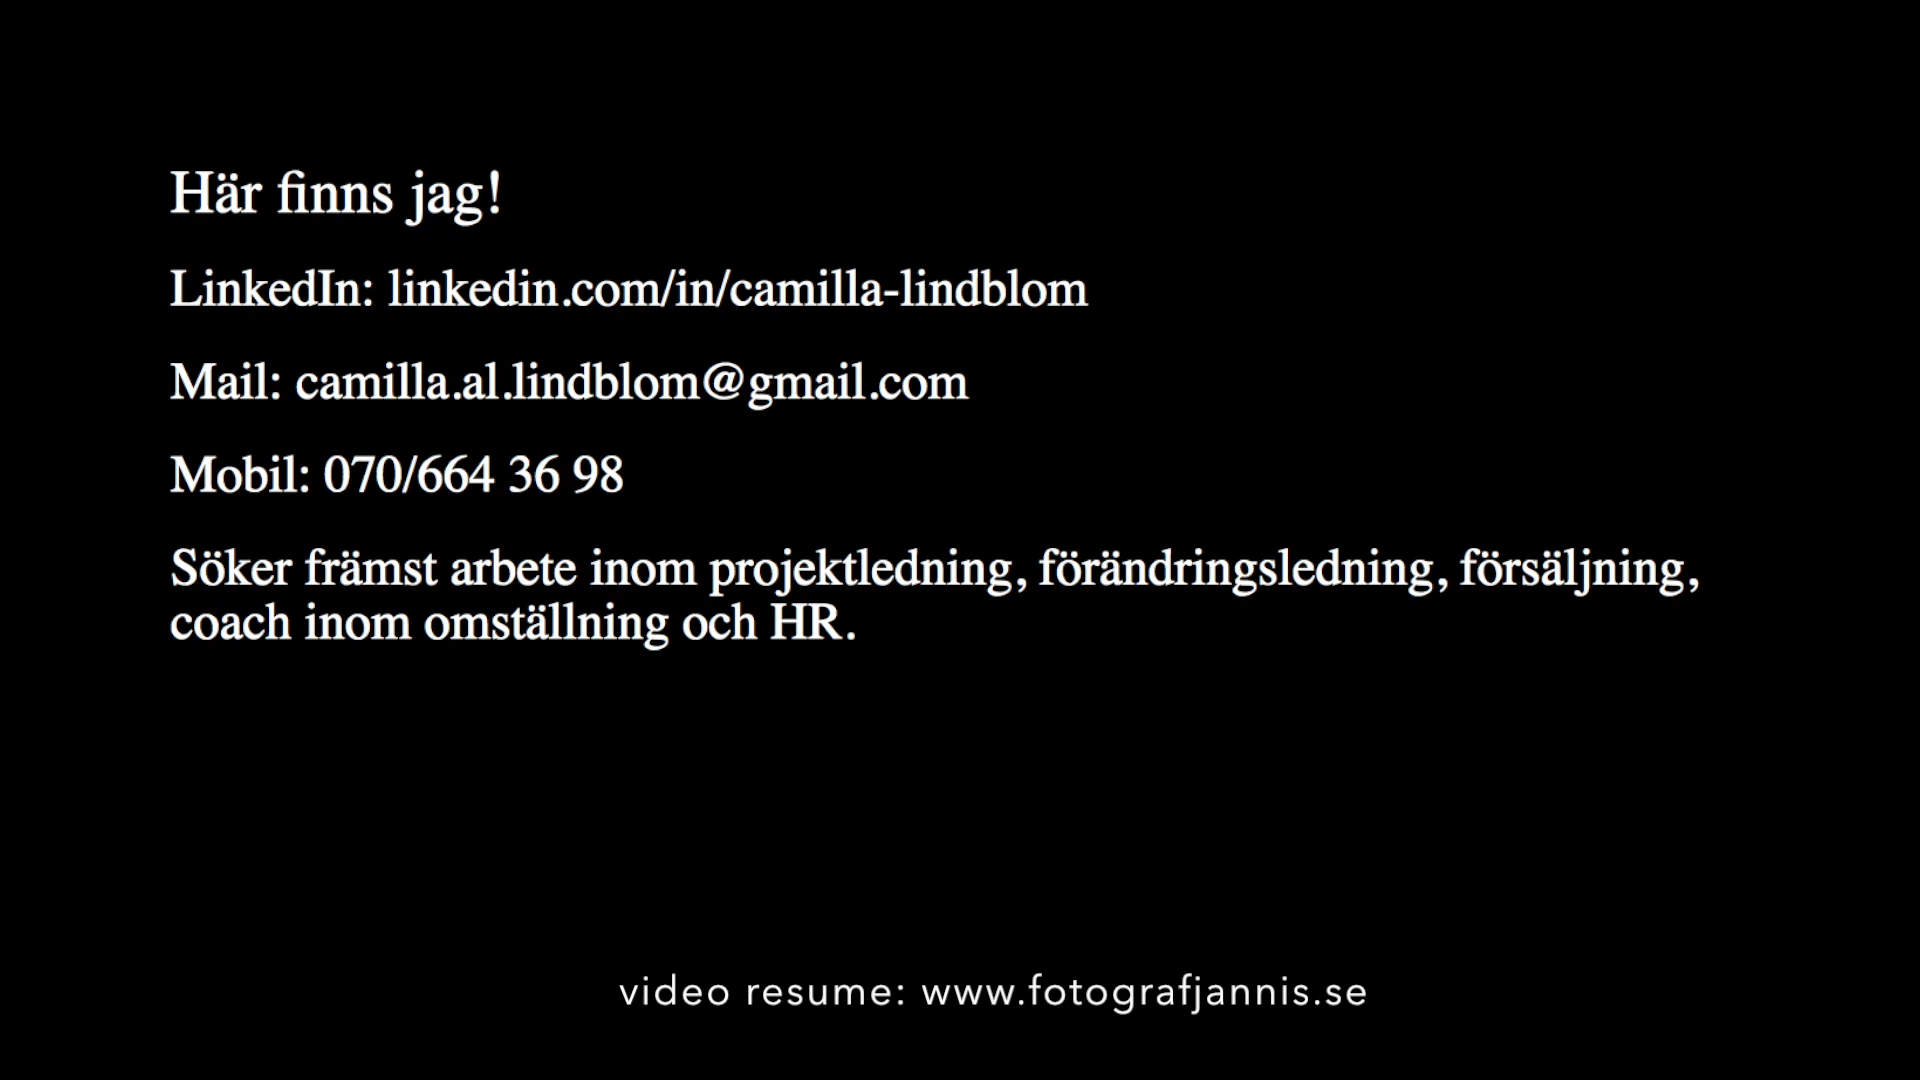 Här finns jag!
LinkedIn: linkedin.com/in/camilla-lindblom
Mail: camilla.al.lindblom@gmail.com
Mobil: 070/664 36 98
Söker främst arbete inom projektledning, förändringsledning, försäljning,
coach inom omställning och HR.
video resume: www.fotografjannis.se